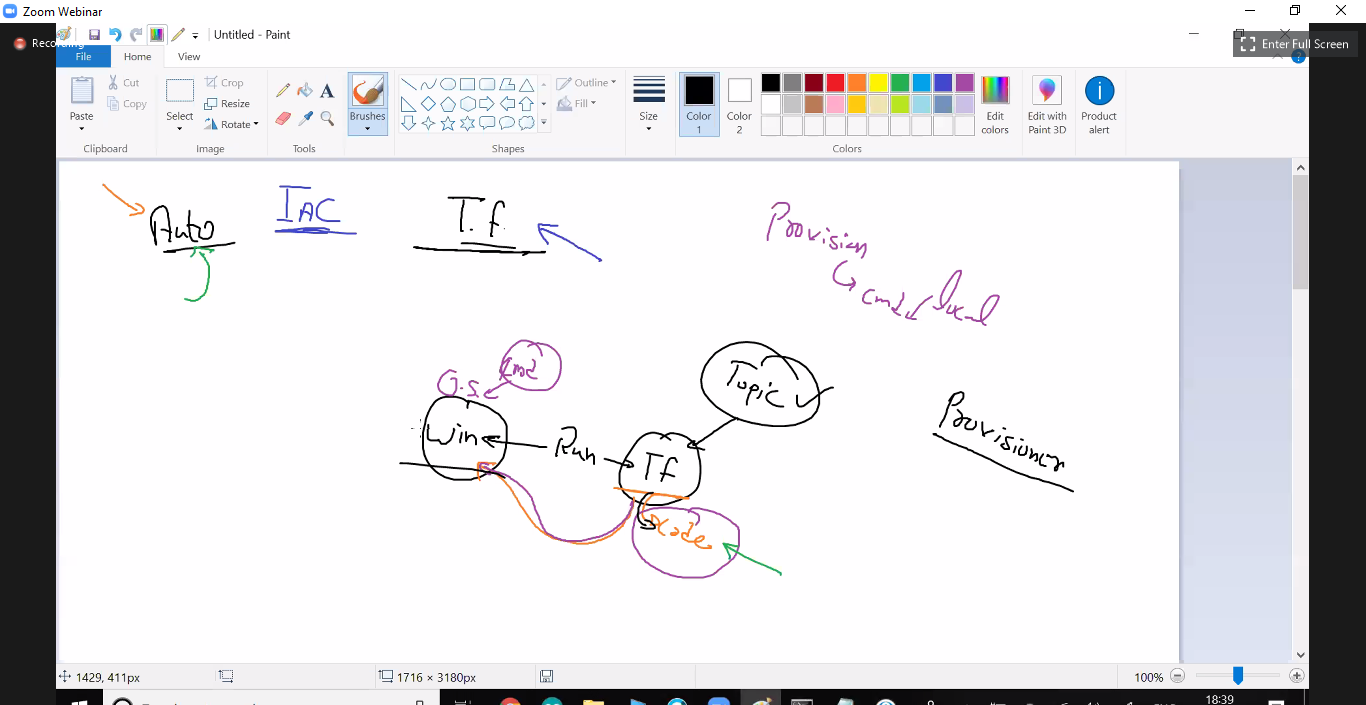 Zoom Webinar
Recording
Untitled - Paint
Enter Full Screen
File Home View
Paste
Cut
Copy
Clipboard
Select
Crop
Resize
Rotate
Image
Tools
Brushes
Shapes
Outline
Fill
Size
Color 1
Color 2
Edit colors
Colors
Edit with Paint 3D
Product alert
Auto IAC T.f. Provision
cmd local
O.S. cmd
Topic
Win Run Tf
Code
Provisioner
1429, 411px
1716 × 3180px
100%
18:39